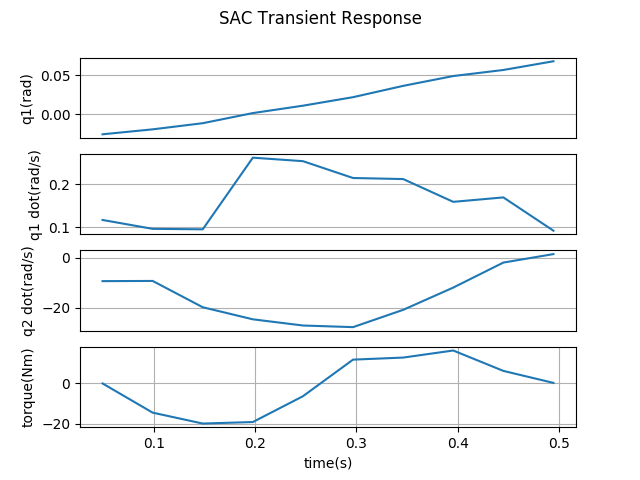 SAC Transient Response
q1(rad)
0.05
0.00
q1 dot(rad/s)
0.2
0.1
q2 dot(rad/s)
0
−20
torque(Nm)
0
−20
0.1 0.2 0.3 0.4 0.5
time(s)